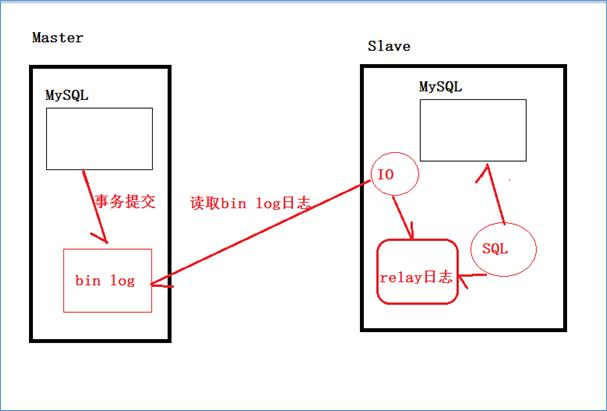 Master
Slave
MySQL
MySQL
IO
事务提交
读取bin log日志
SQL
bin log
relay日志